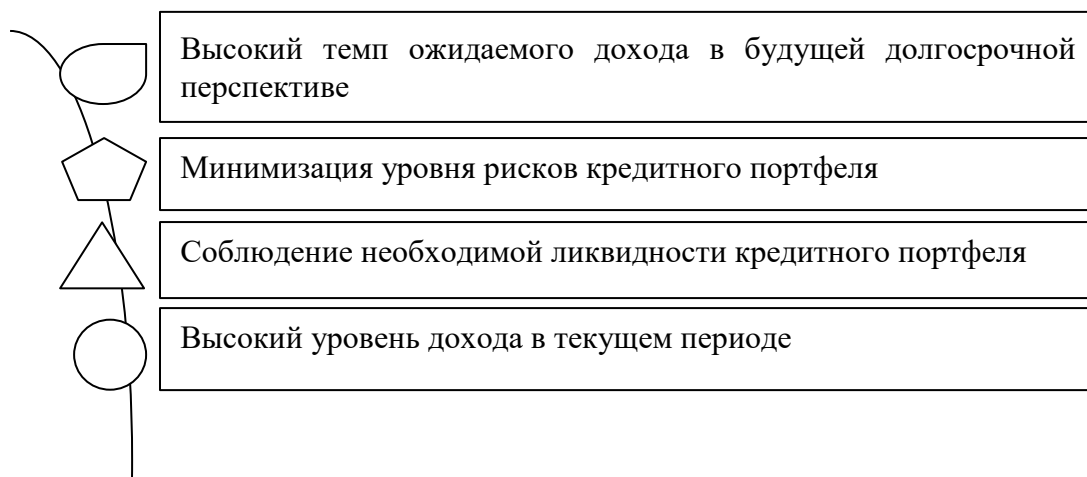 Высокий темп ожидаемого дохода в будущей долгосрочной
перспективе
Минимизация уровня рисков кредитного портфеля
Соблюдение необходимой ликвидности кредитного портфеля
Высокий уровень дохода в текущем периоде